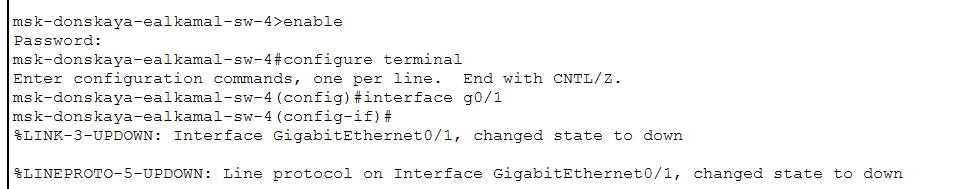 msk-donskaya-ealkamal-sw-4>enable
Password:
msk-donskaya-ealkamal-sw-4#configure terminal
Enter configuration commands, one per line.  End with CNTL/Z.
msk-donskaya-ealkamal-sw-4(config)#interface g0/1
msk-donskaya-ealkamal-sw-4(config-if)#
%LINK-3-UPDOWN: Interface GigabitEthernet0/1, changed state to down
%LINEPROTO-5-UPDOWN: Line protocol on Interface GigabitEthernet0/1, changed state to down